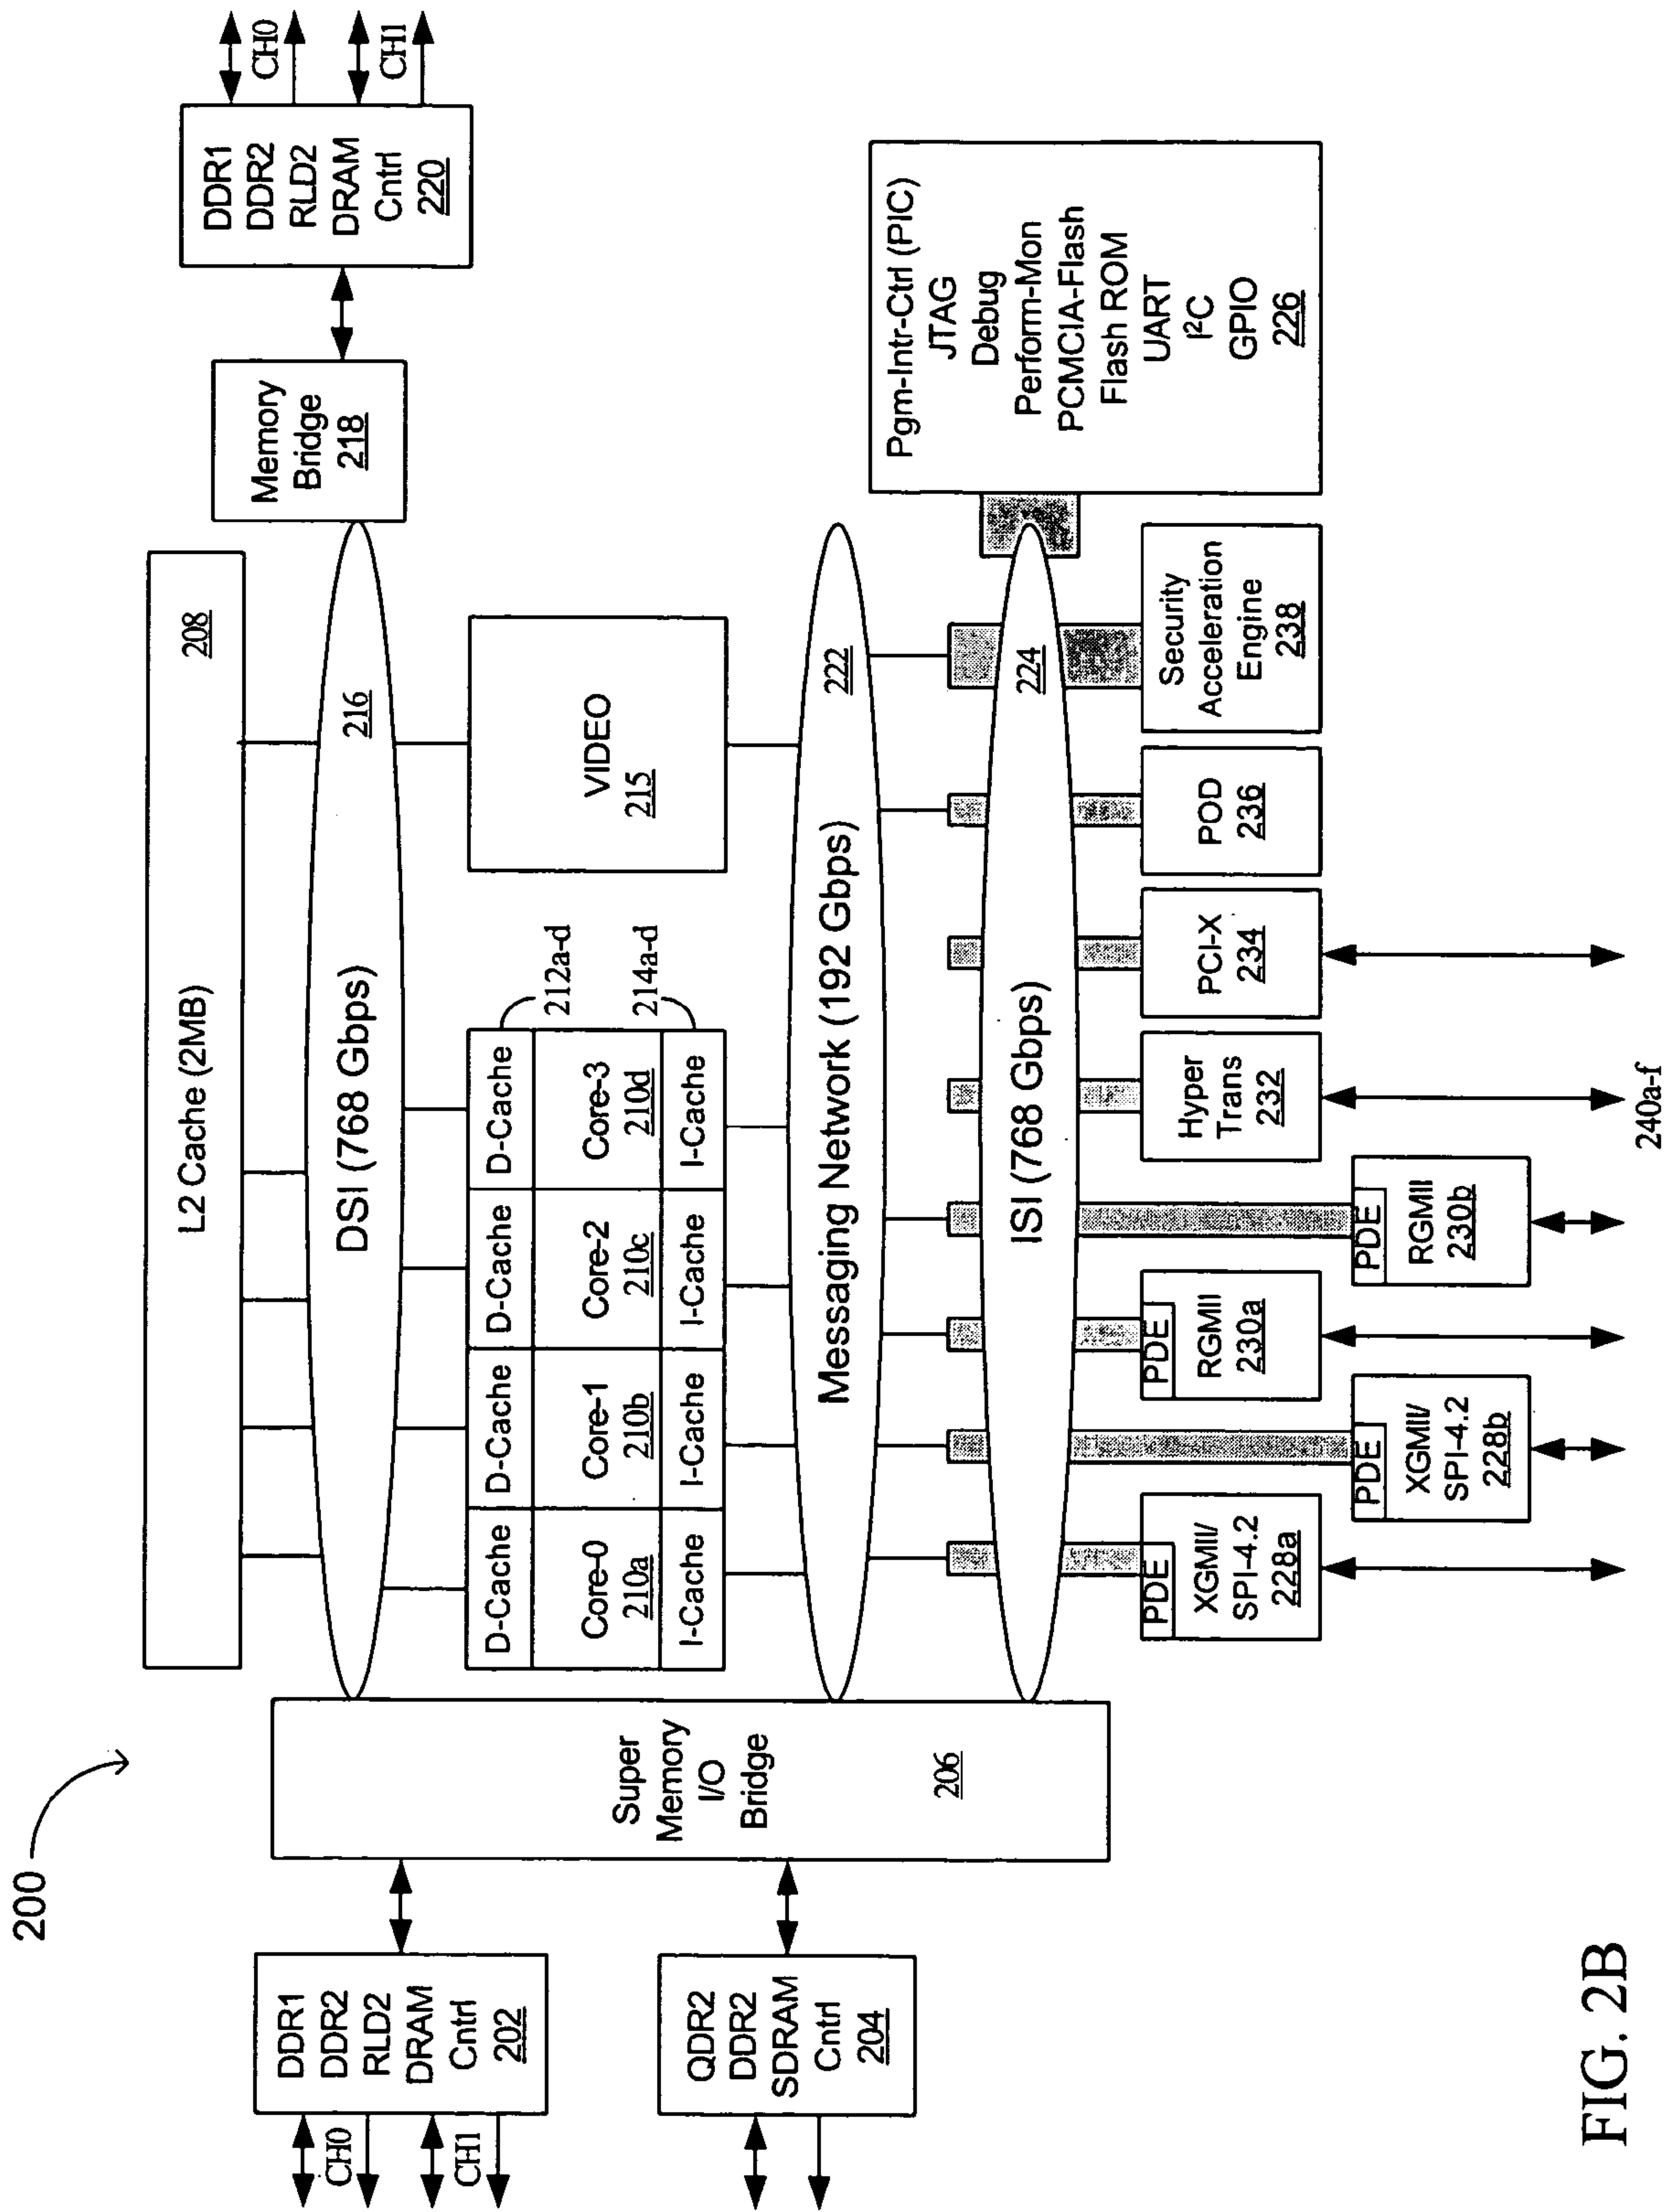 200
L2 Cache (2MB)
208
DDR1
DDR2
RLD2
DRAM
Cntrl
202
CH0
CH1
QDR2
DDR2
SDRAM
Cntrl
204
Super
Memory
I/O
Bridge
206
DSI (768 Gbps)
216
Memory
Bridge
218
DDR1
DDR2
RLD2
DRAM
Cntrl
220
CH0
CH1
D-Cache
D-Cache
D-Cache
D-Cache
212a-d
Core-0
210a
Core-1
210b
Core-2
210c
Core-3
210d
I-Cache
I-Cache
I-Cache
I-Cache
214a-d
VIDEO
215
Messaging Network (192 Gbps)
222
ISI (768 Gbps)
224
Pgm-Intr-Ctrl (PIC)
JTAG
Debug
Perform-Mon
PCMCIA-Flash
Flash ROM
UART
I²C
GPIO
226
PDE
XGMII/
SPI-4.2
228a
PDE
XGMII/
SPI-4.2
228b
PDE
RGMII
230a
PDE
RGMII
230b
Hyper
Trans
232
PCI-X
234
POD
236
Security
Acceleration
Engine
238
240a-f
FIG. 2B